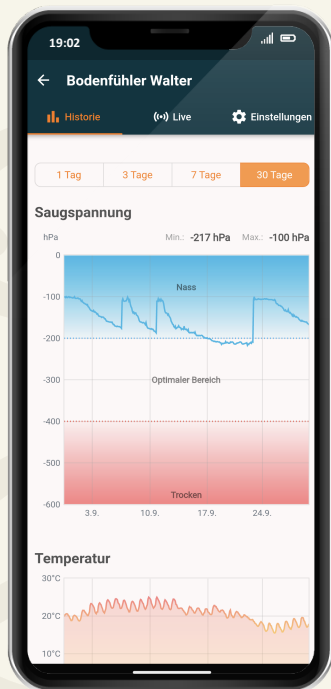 19:02
Bodenfühler Walter
Historie Live Einstellungen
1 Tag 3 Tage 7 Tage 30 Tage
Saugspannung
hPa Min.: -217 hPa Max.: -100 hPa
0
Nass
-100
-200
-300 Optimaler Bereich
-400
-500
Trocken
-600
3.9. 10.9. 17.9. 24.9.
Temperatur
30°C
20°C
10°C